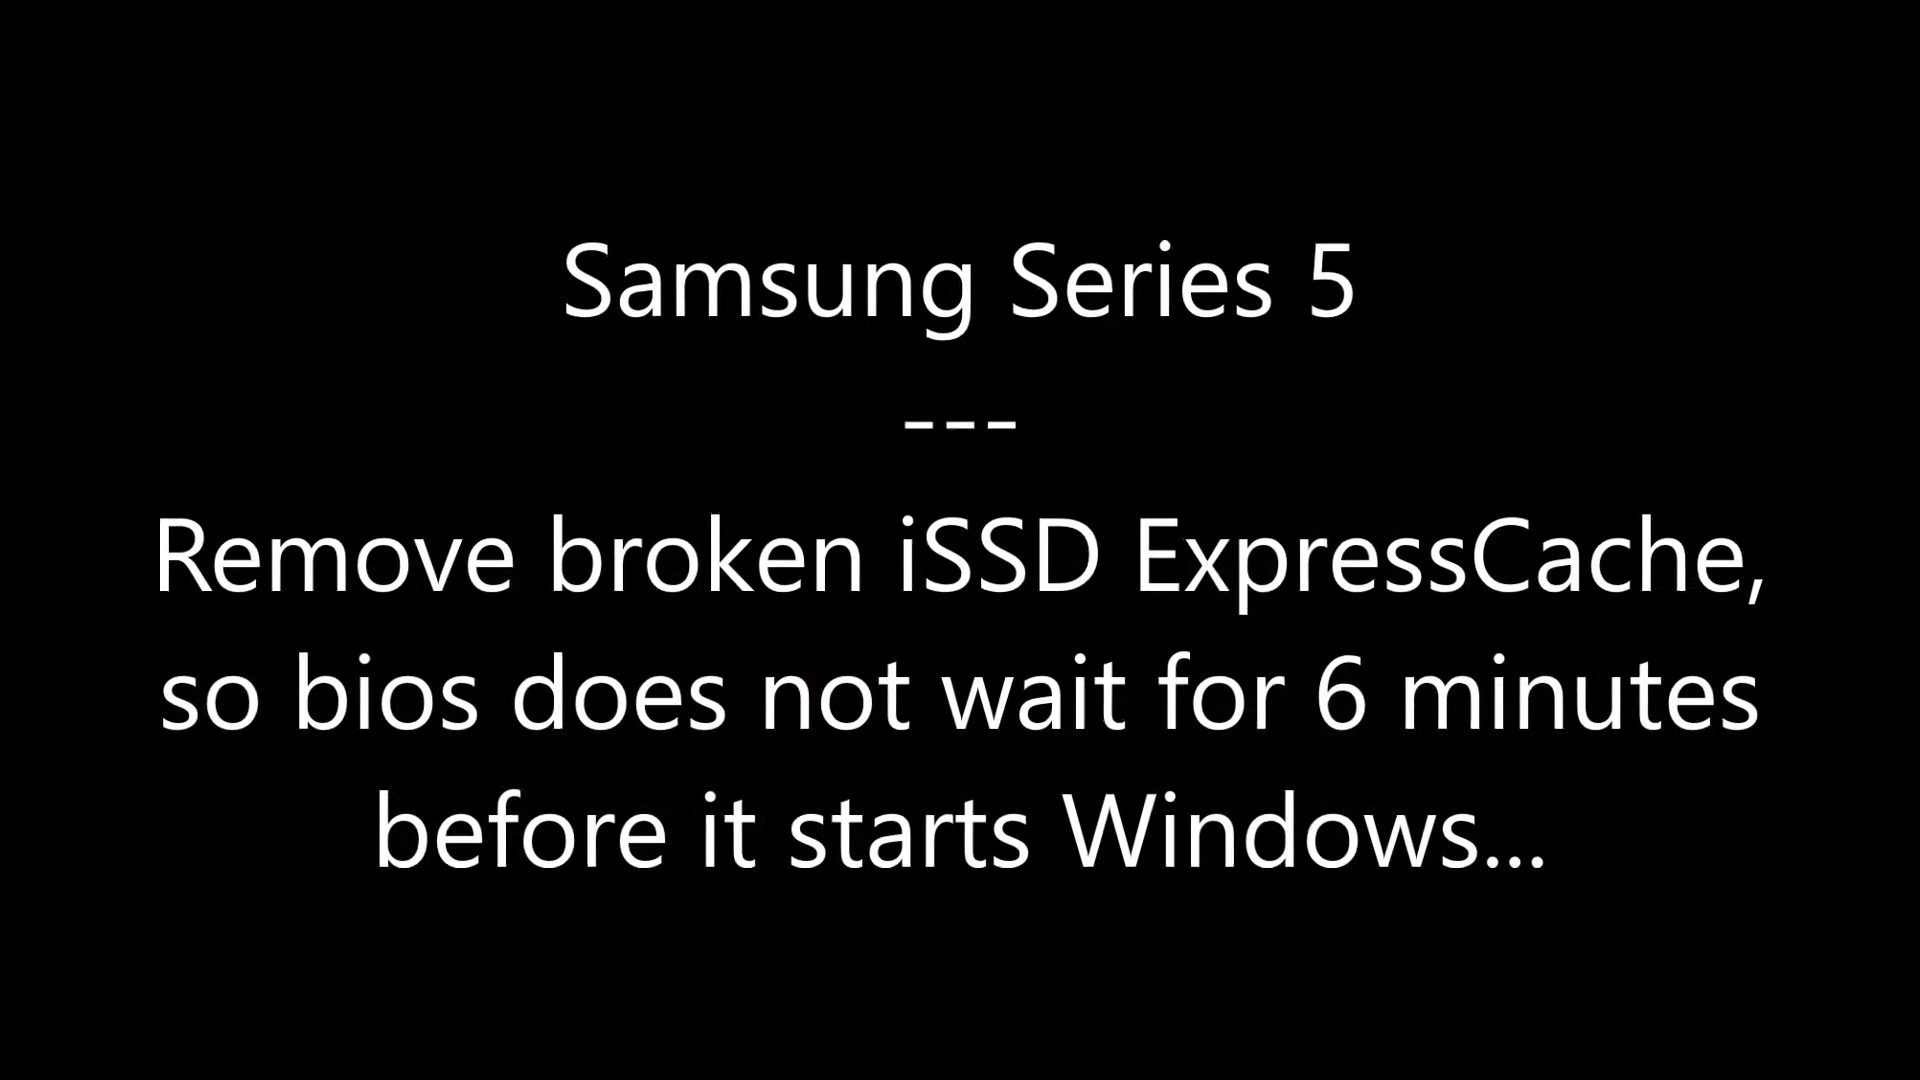 Samsung Series 5
---
Remove broken iSSD ExpressCache,
so bios does not wait for 6 minutes
before it starts Windows...